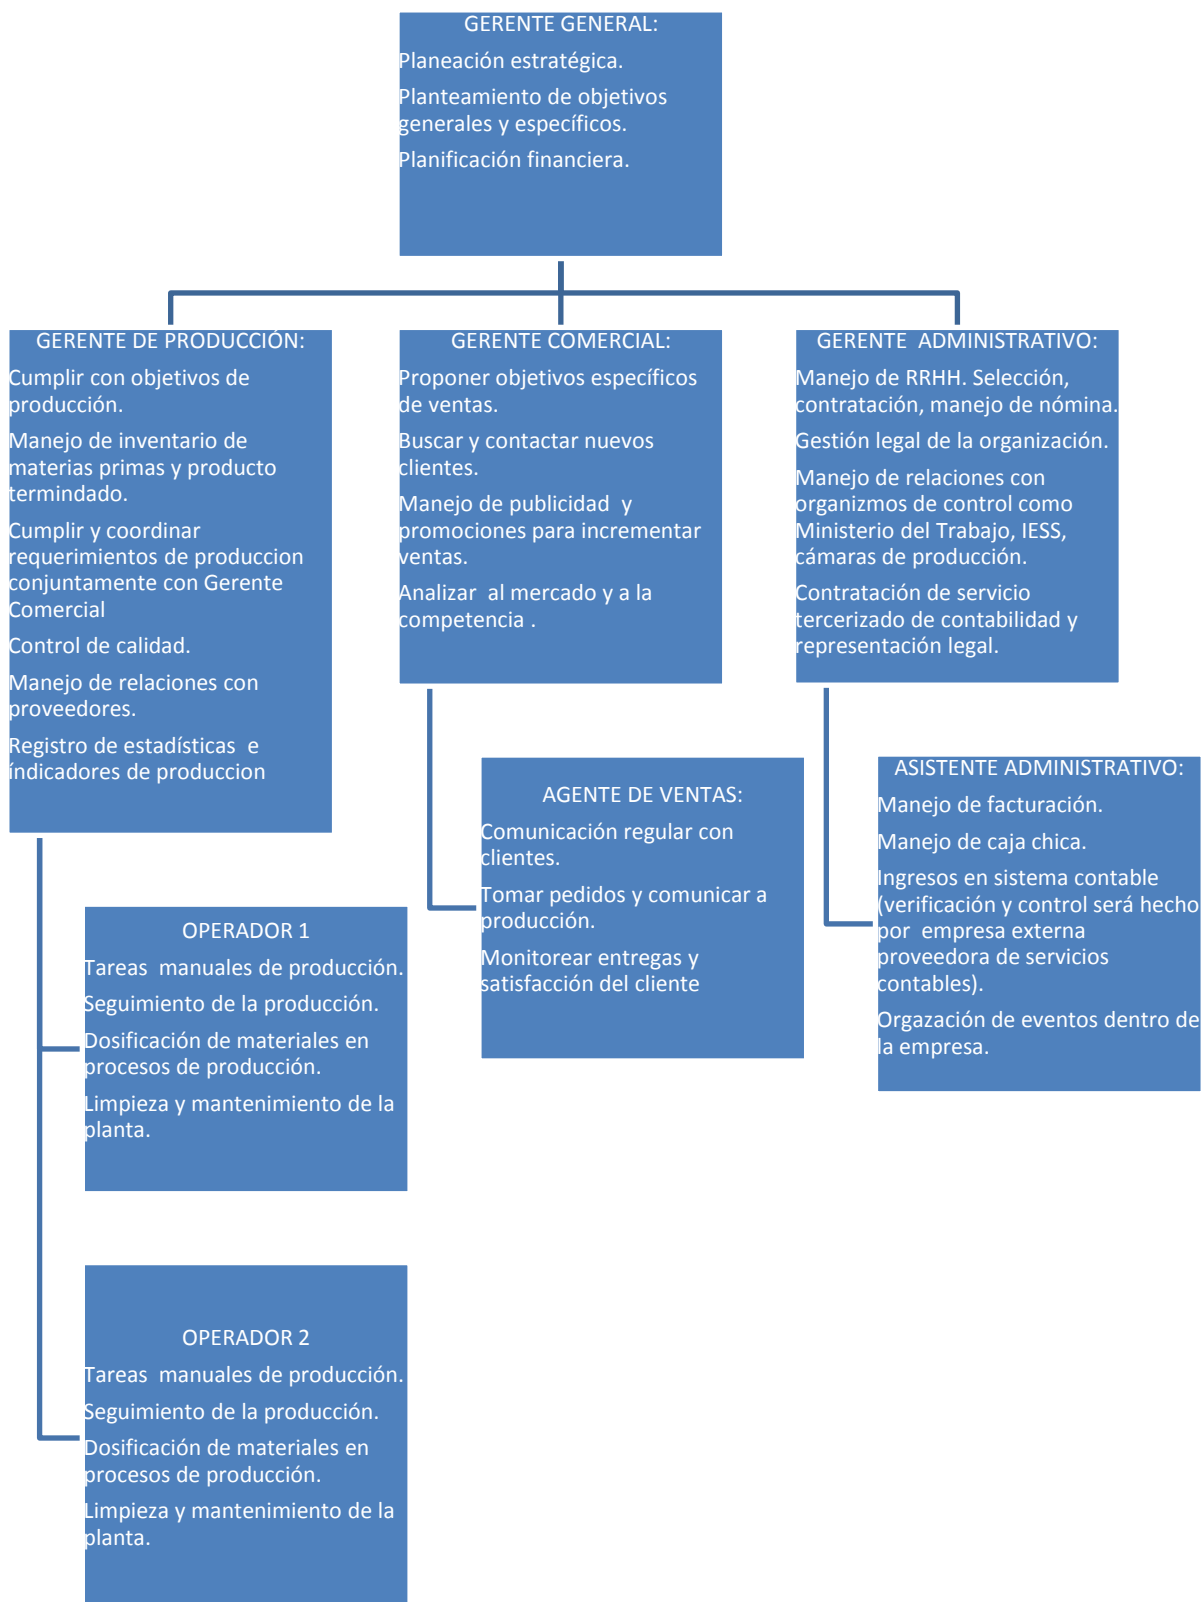 GERENTE GENERAL:
Planeación estratégica.
Planteamiento de objetivos
generales y específicos.
Planificación financiera.
GERENTE DE PRODUCCIÓN:
Cumplir con objetivos de
producción.
Manejo de inventario de
materias primas y producto
termindado.
Cumplir y coordinar
requerimientos de produccion
conjuntamente con Gerente
Comercial
Control de calidad.
Manejo de relaciones con
proveedores.
Registro de estadísticas e
índicadores de produccion
GERENTE COMERCIAL:
Proponer objetivos específicos
de ventas.
Buscar y contactar nuevos
clientes.
Manejo de publicidad y
promociones para incrementar
ventas.
Analizar al mercado y a la
competencia .
GERENTE ADMINISTRATIVO:
Manejo de RRHH. Selección,
contratación, manejo de nómina.
Gestión legal de la organización.
Manejo de relaciones con
organizmos de control como
Ministerio del Trabajo, IESS,
cámaras de producción.
Contratación de servicio
tercerizado de contabilidad y
representación legal.
AGENTE DE VENTAS:
Comunicación regular con
clientes.
Tomar pedidos y comunicar a
producción.
Monitorear entregas y
satisfacción del cliente
ASISTENTE ADMINISTRATIVO:
Manejo de facturación.
Manejo de caja chica.
Ingresos en sistema contable
(verificación y control será hecho
por empresa externa
proveedora de servicios
contables).
Orgazación de eventos dentro de
la empresa.
OPERADOR 1
Tareas manuales de producción.
Seguimiento de la producción.
Dosificación de materiales en
procesos de producción.
Limpieza y mantenimiento de la
planta.
OPERADOR 2
Tareas manuales de producción.
Seguimiento de la producción.
Dosificación de materiales en
procesos de producción.
Limpieza y mantenimiento de la
planta.